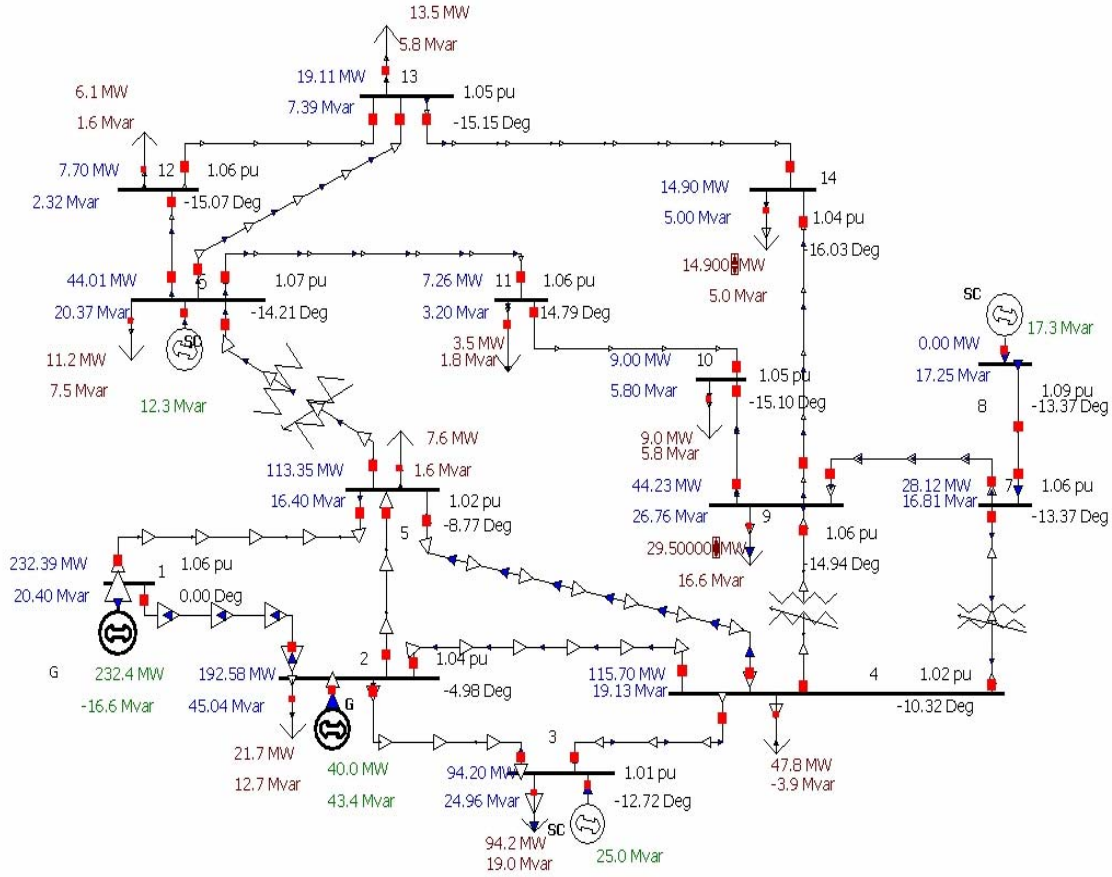 13.5 MW
5.8 Mvar
19.11 MW
13
7.39 Mvar
1.05 pu
-15.15 Deg
6.1 MW
1.6 Mvar
7.70 MW
12
1.06 pu
2.32 Mvar
-15.07 Deg
14.90 MW
14
5.00 Mvar
1.04 pu
-16.03 Deg
14.900 MW
5.0 Mvar
44.01 MW
6
1.07 pu
20.37 Mvar
-14.21 Deg
SC
11.2 MW
7.5 Mvar
12.3 Mvar
7.26 MW
11
1.06 pu
3.20 Mvar
14.79 Deg
3.5 MW
1.8 Mvar
9.00 MW
10
5.80 Mvar
1.05 pu
-15.10 Deg
9.0 MW
5.8 Mvar
SC
17.3 Mvar
0.00 MW
17.25 Mvar
1.09 pu
8
-13.37 Deg
7.6 MW
1.6 Mvar
113.35 MW
16.40 Mvar
1.02 pu
-8.77 Deg
5
44.23 MW
26.76 Mvar
9
1.06 pu
-14.94 Deg
29.50000 MW
16.6 Mvar
28.12 MW
7
1.06 pu
16.81 Mvar
-13.37 Deg
232.39 MW
1
1.06 pu
20.40 Mvar
0.00 Deg
G
232.4 MW
-16.6 Mvar
192.58 MW
2
1.04 pu
45.04 Mvar
-4.98 Deg
G
21.7 MW
12.7 Mvar
40.0 MW
43.4 Mvar
115.70 MW
4
1.02 pu
19.13 Mvar
-10.32 Deg
47.8 MW
-3.9 Mvar
3
94.20 MW
1.01 pu
24.96 Mvar
-12.72 Deg
SC
94.2 MW
19.0 Mvar
25.0 Mvar